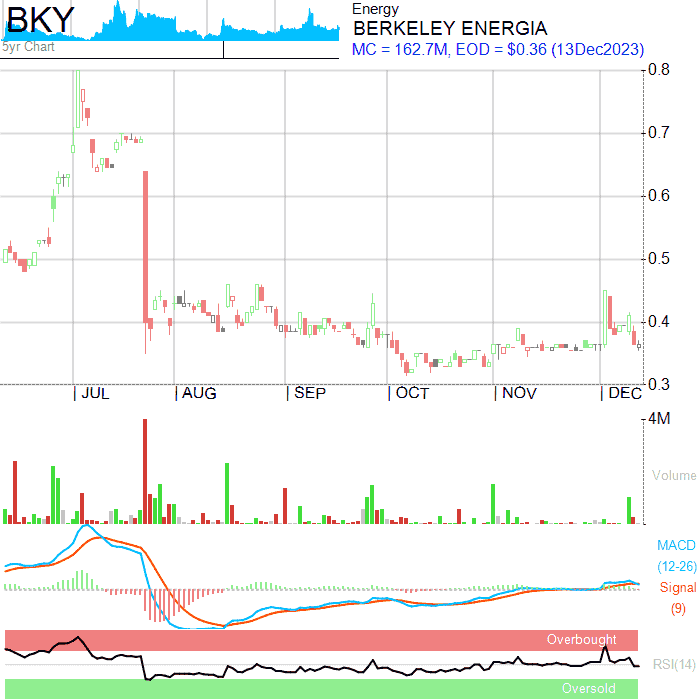 BKY
5yr Chart
Energy
BERKELEY ENERGIA
MC = 162.7M, EOD = $0.36 (13Dec2023)
0.8
0.7
0.6
0.5
0.4
0.3
| JUL | AUG | SEP | OCT | NOV | DEC
4M
Volume
MACD
(12-26)
Signal
(9)
Overbought
RSI(14)
Oversold